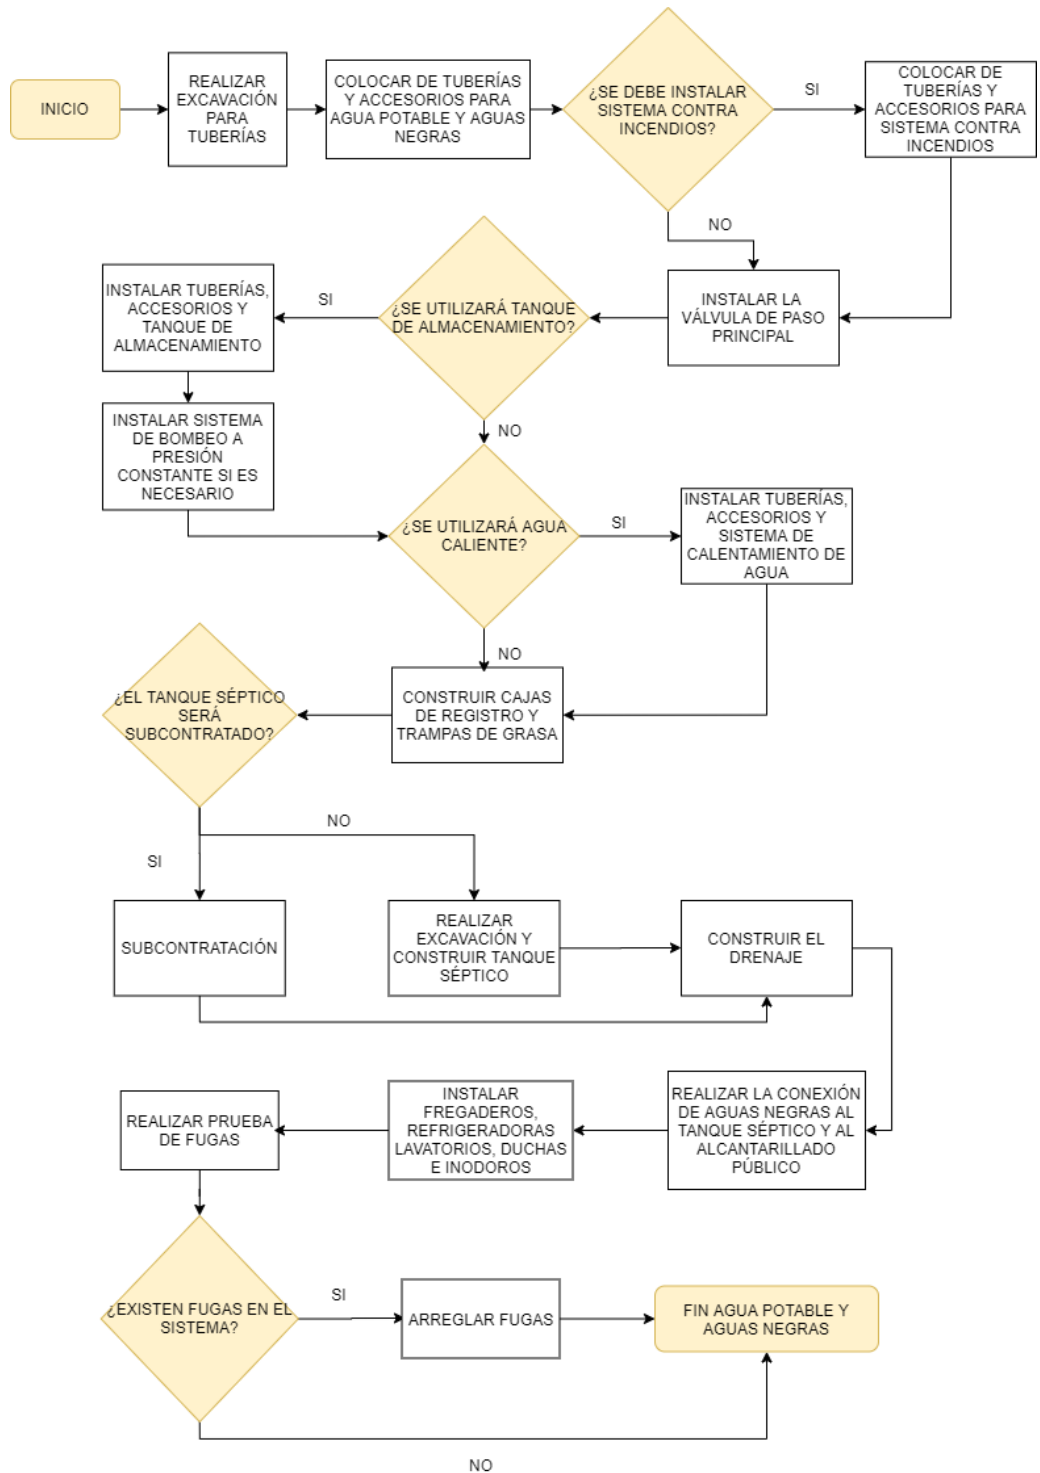 INICIO
REALIZAR
EXCAVACIÓN
PARA
TUBERÍAS
COLOCAR DE TUBERÍAS
Y ACCESORIOS PARA
AGUA POTABLE Y AGUAS
NEGRAS
¿SE DEBE INSTALAR
SISTEMA CONTRA
INCENDIOS?
SI
COLOCAR DE
TUBERÍAS Y
ACCESORIOS PARA
SISTEMA CONTRA
INCENDIOS
NO
INSTALAR LA
VÁLVULA DE PASO
PRINCIPAL
¿SE UTILIZARÁ TANQUE
DE ALMACENAMIENTO?
SI
INSTALAR TUBERÍAS,
ACCESORIOS Y
TANQUE DE
ALMACENAMIENTO
INSTALAR SISTEMA
DE BOMBEO A
PRESIÓN
CONSTANTE SI ES
NECESARIO
NO
¿SE UTILIZARÁ AGUA
CALIENTE?
SI
INSTALAR TUBERÍAS,
ACCESORIOS Y
SISTEMA DE
CALENTAMIENTO DE
AGUA
NO
CONSTRUIR CAJAS
DE REGISTRO Y
TRAMPAS DE GRASA
¿EL TANQUE SÉPTICO
SERÁ
SUBCONTRATADO?
NO
SI
SUBCONTRATACIÓN
REALIZAR
EXCAVACIÓN Y
CONSTRUIR TANQUE
SÉPTICO
CONSTRUIR EL
DRENAJE
REALIZAR LA CONEXIÓN
DE AGUAS NEGRAS AL
TANQUE SÉPTICO Y AL
ALCANTARILLADO
PÚBLICO
INSTALAR
FREGADEROS,
REFRIGERADORAS
LAVATORIOS, DUCHAS
E INODOROS
REALIZAR PRUEBA
DE FUGAS
¿EXISTEN FUGAS EN EL
SISTEMA?
SI
ARREGLAR FUGAS
FIN AGUA POTABLE Y
AGUAS NEGRAS
NO